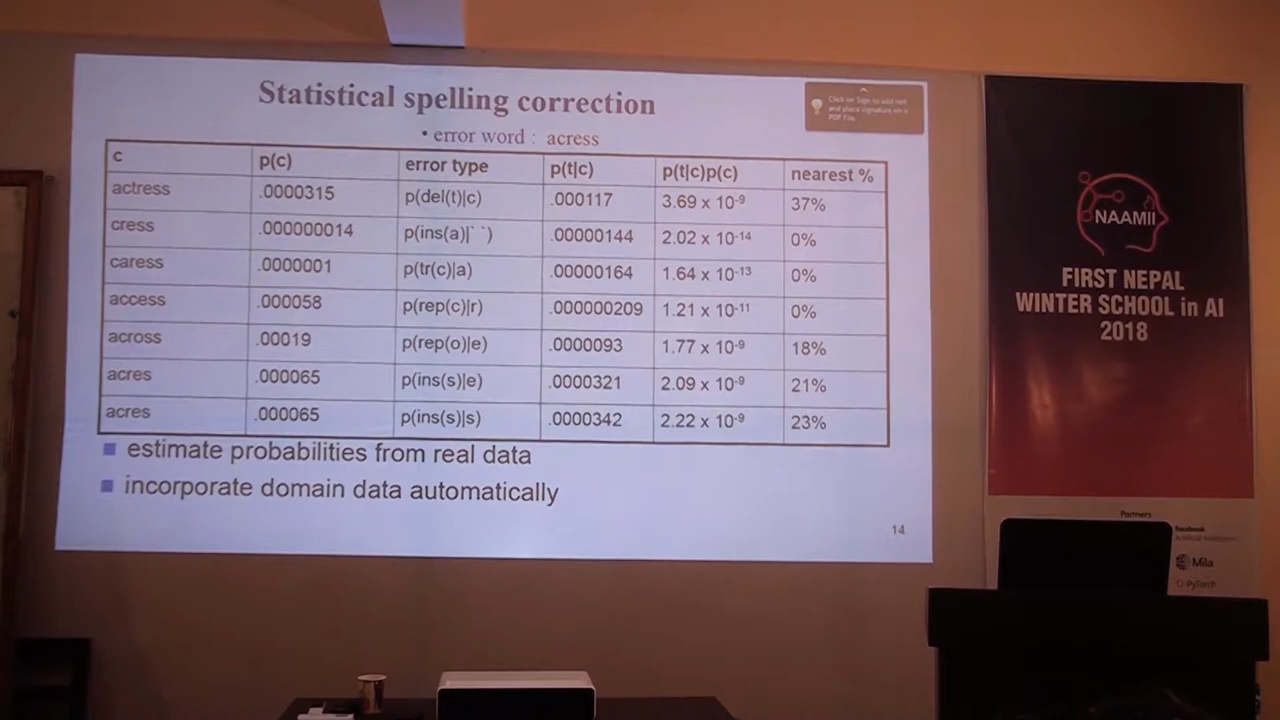 Statistical spelling correction
• error word : acress
Click on Sign to add text
and place signature on a
PDF File.
c p(c) error type p(t|c) p(t|c)p(c) nearest %
actress .0000315 p(del(t)|c) .000117 3.69 x 10-9 37%
cress .000000014 p(ins(a)|` `) .00000144 2.02 x 10-14 0%
caress .0000001 p(tr(c)|a) .00000164 1.64 x 10-13 0%
access .000058 p(rep(c)|r) .000000209 1.21 x 10-11 0%
across .00019 p(rep(o)|e) .0000093 1.77 x 10-9 18%
acres .000065 p(ins(s)|e) .0000321 2.09 x 10-9 21%
acres .000065 p(ins(s)|s) .0000342 2.22 x 10-9 23%
estimate probabilities from real data
incorporate domain data automatically
14
NAAMII
FIRST NEPAL
WINTER SCHOOL in AI
2018
Partners
facebook
Artificial Intelligence
Mila
PyTorch